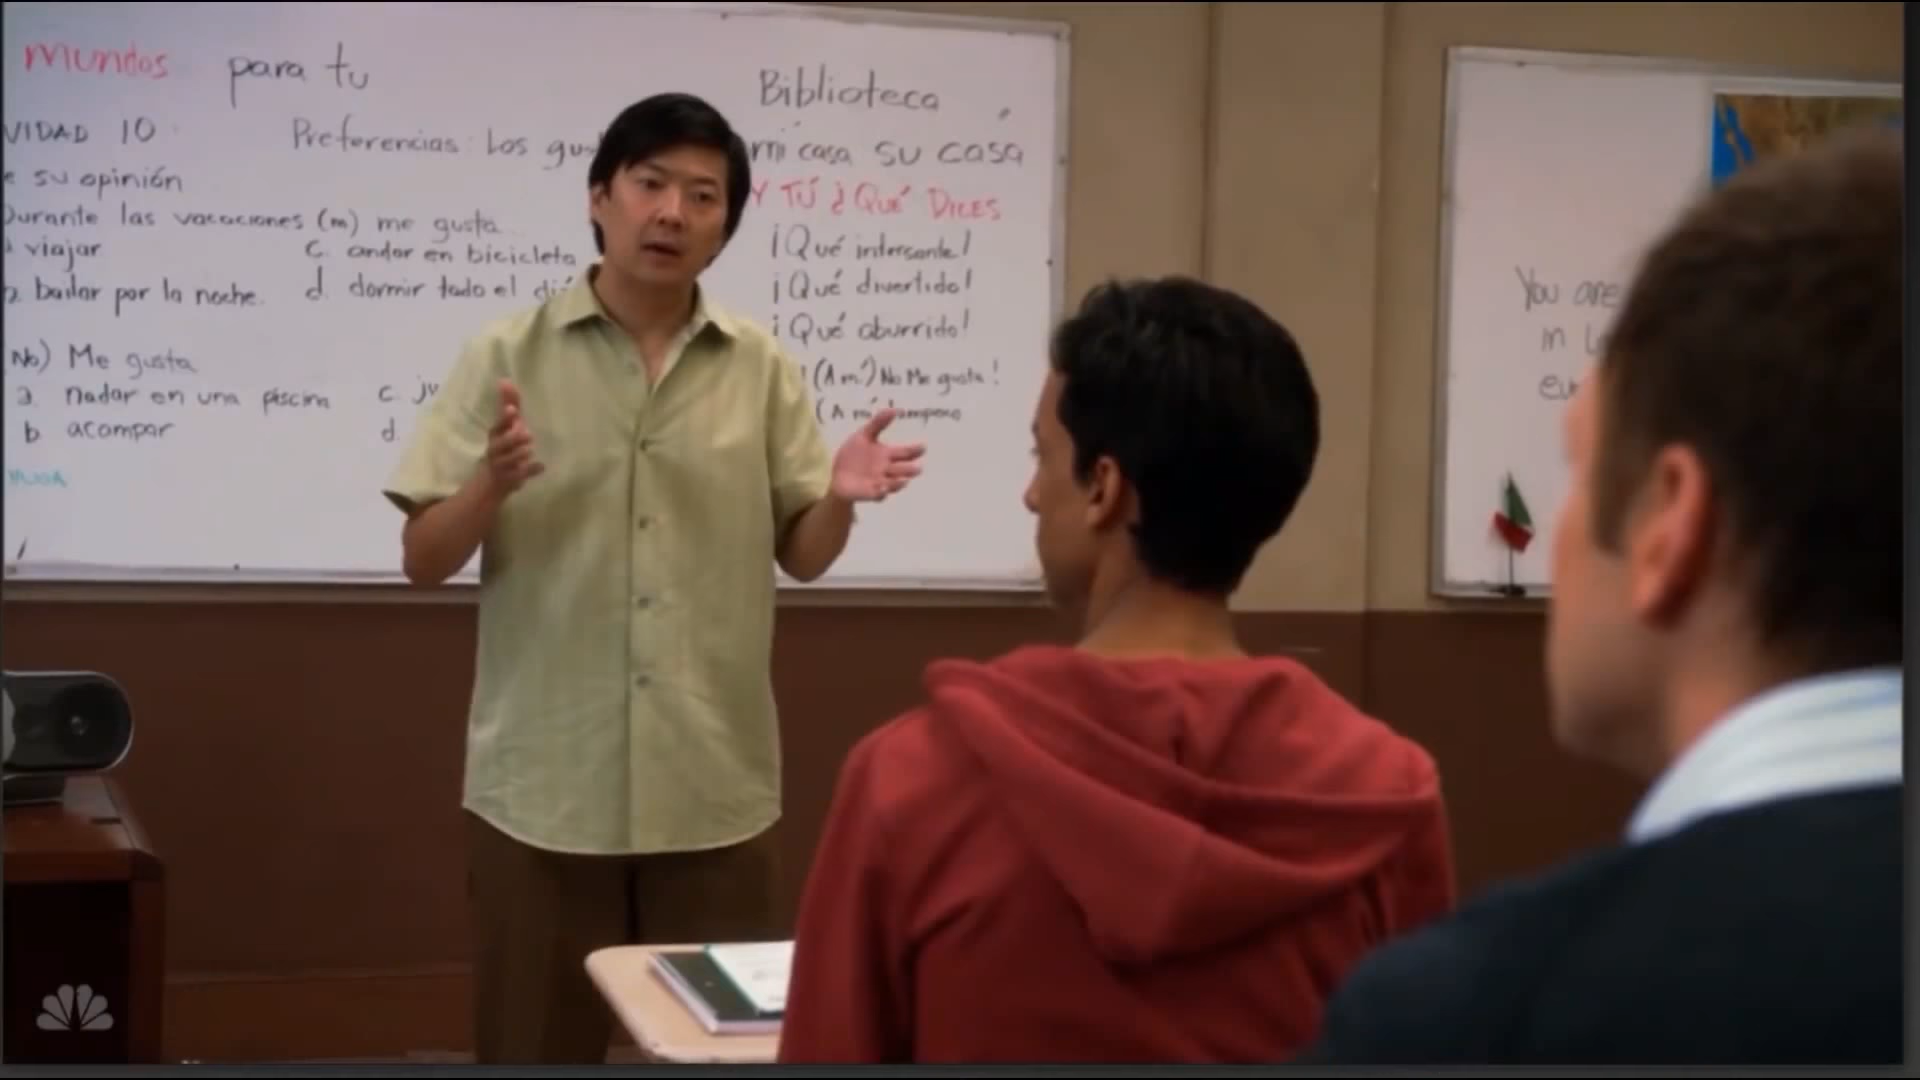 mundos para tu
VIDAD 10
e su opinión
Durante las vacaciones (m) me gusta
viajar
c. andar en bicicleta
b. bailar por la noche.
d. dormir todo el
No) Me gusta
a. nadar en una piscina
c.
b acampar
d.
Preferencias: Los
Biblioteca
mi casa su casa
Y TÚ ¿QUÉ DICES
¡Qué interesante!
¡Qué divertido!
¡Qué aburrido!
(A mí) No Me gusta!
(A mí tampoco
You are
in